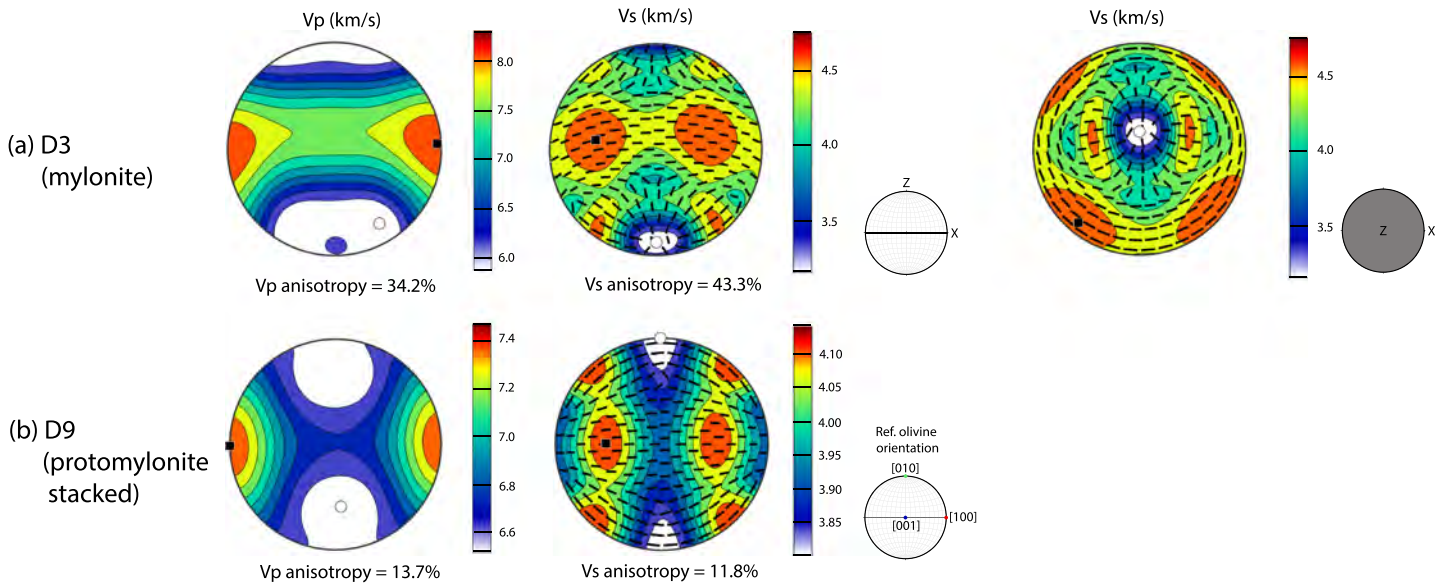 Vp (km/s)
Vs (km/s)
Vs (km/s)
(a) D3
(mylonite)
8.0
7.5
7.0
6.5
6.0
4.5
4.0
3.5
Z
X
4.5
4.0
3.5
Z
X
Vp anisotropy = 34.2%
Vs anisotropy = 43.3%
(b) D9
(protomylonite
stacked)
7.4
7.2
7.0
6.8
6.6
4.10
4.05
4.00
3.95
3.90
3.85
Ref. olivine
orientation
[010]
[001]
[100]
Vp anisotropy = 13.7%
Vs anisotropy = 11.8%